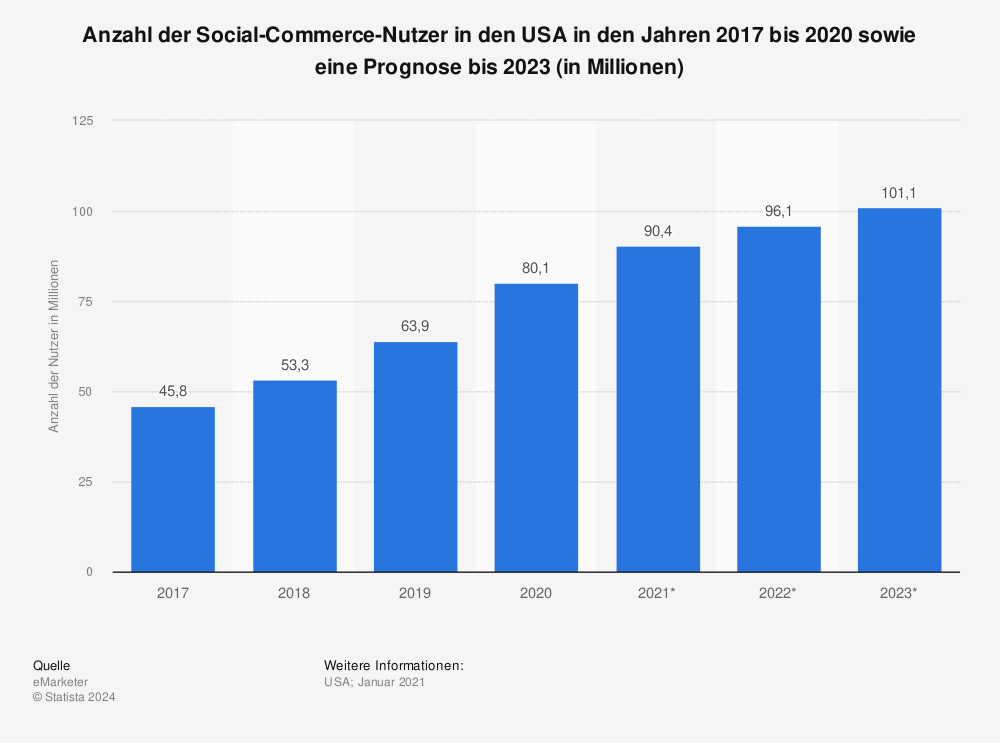 Anzahl der Social-Commerce-Nutzer in den USA in den Jahren 2017 bis 2020 sowie
eine Prognose bis 2023 (in Millionen)
Anzahl der Nutzer in Millionen
125
100
75
50
25
0
45,8
53,3
63,9
80,1
90,4
96,1
101,1
2017
2018
2019
2020
2021*
2022*
2023*
Quelle
eMarketer
© Statista 2024
Weitere Informationen:
USA; Januar 2021